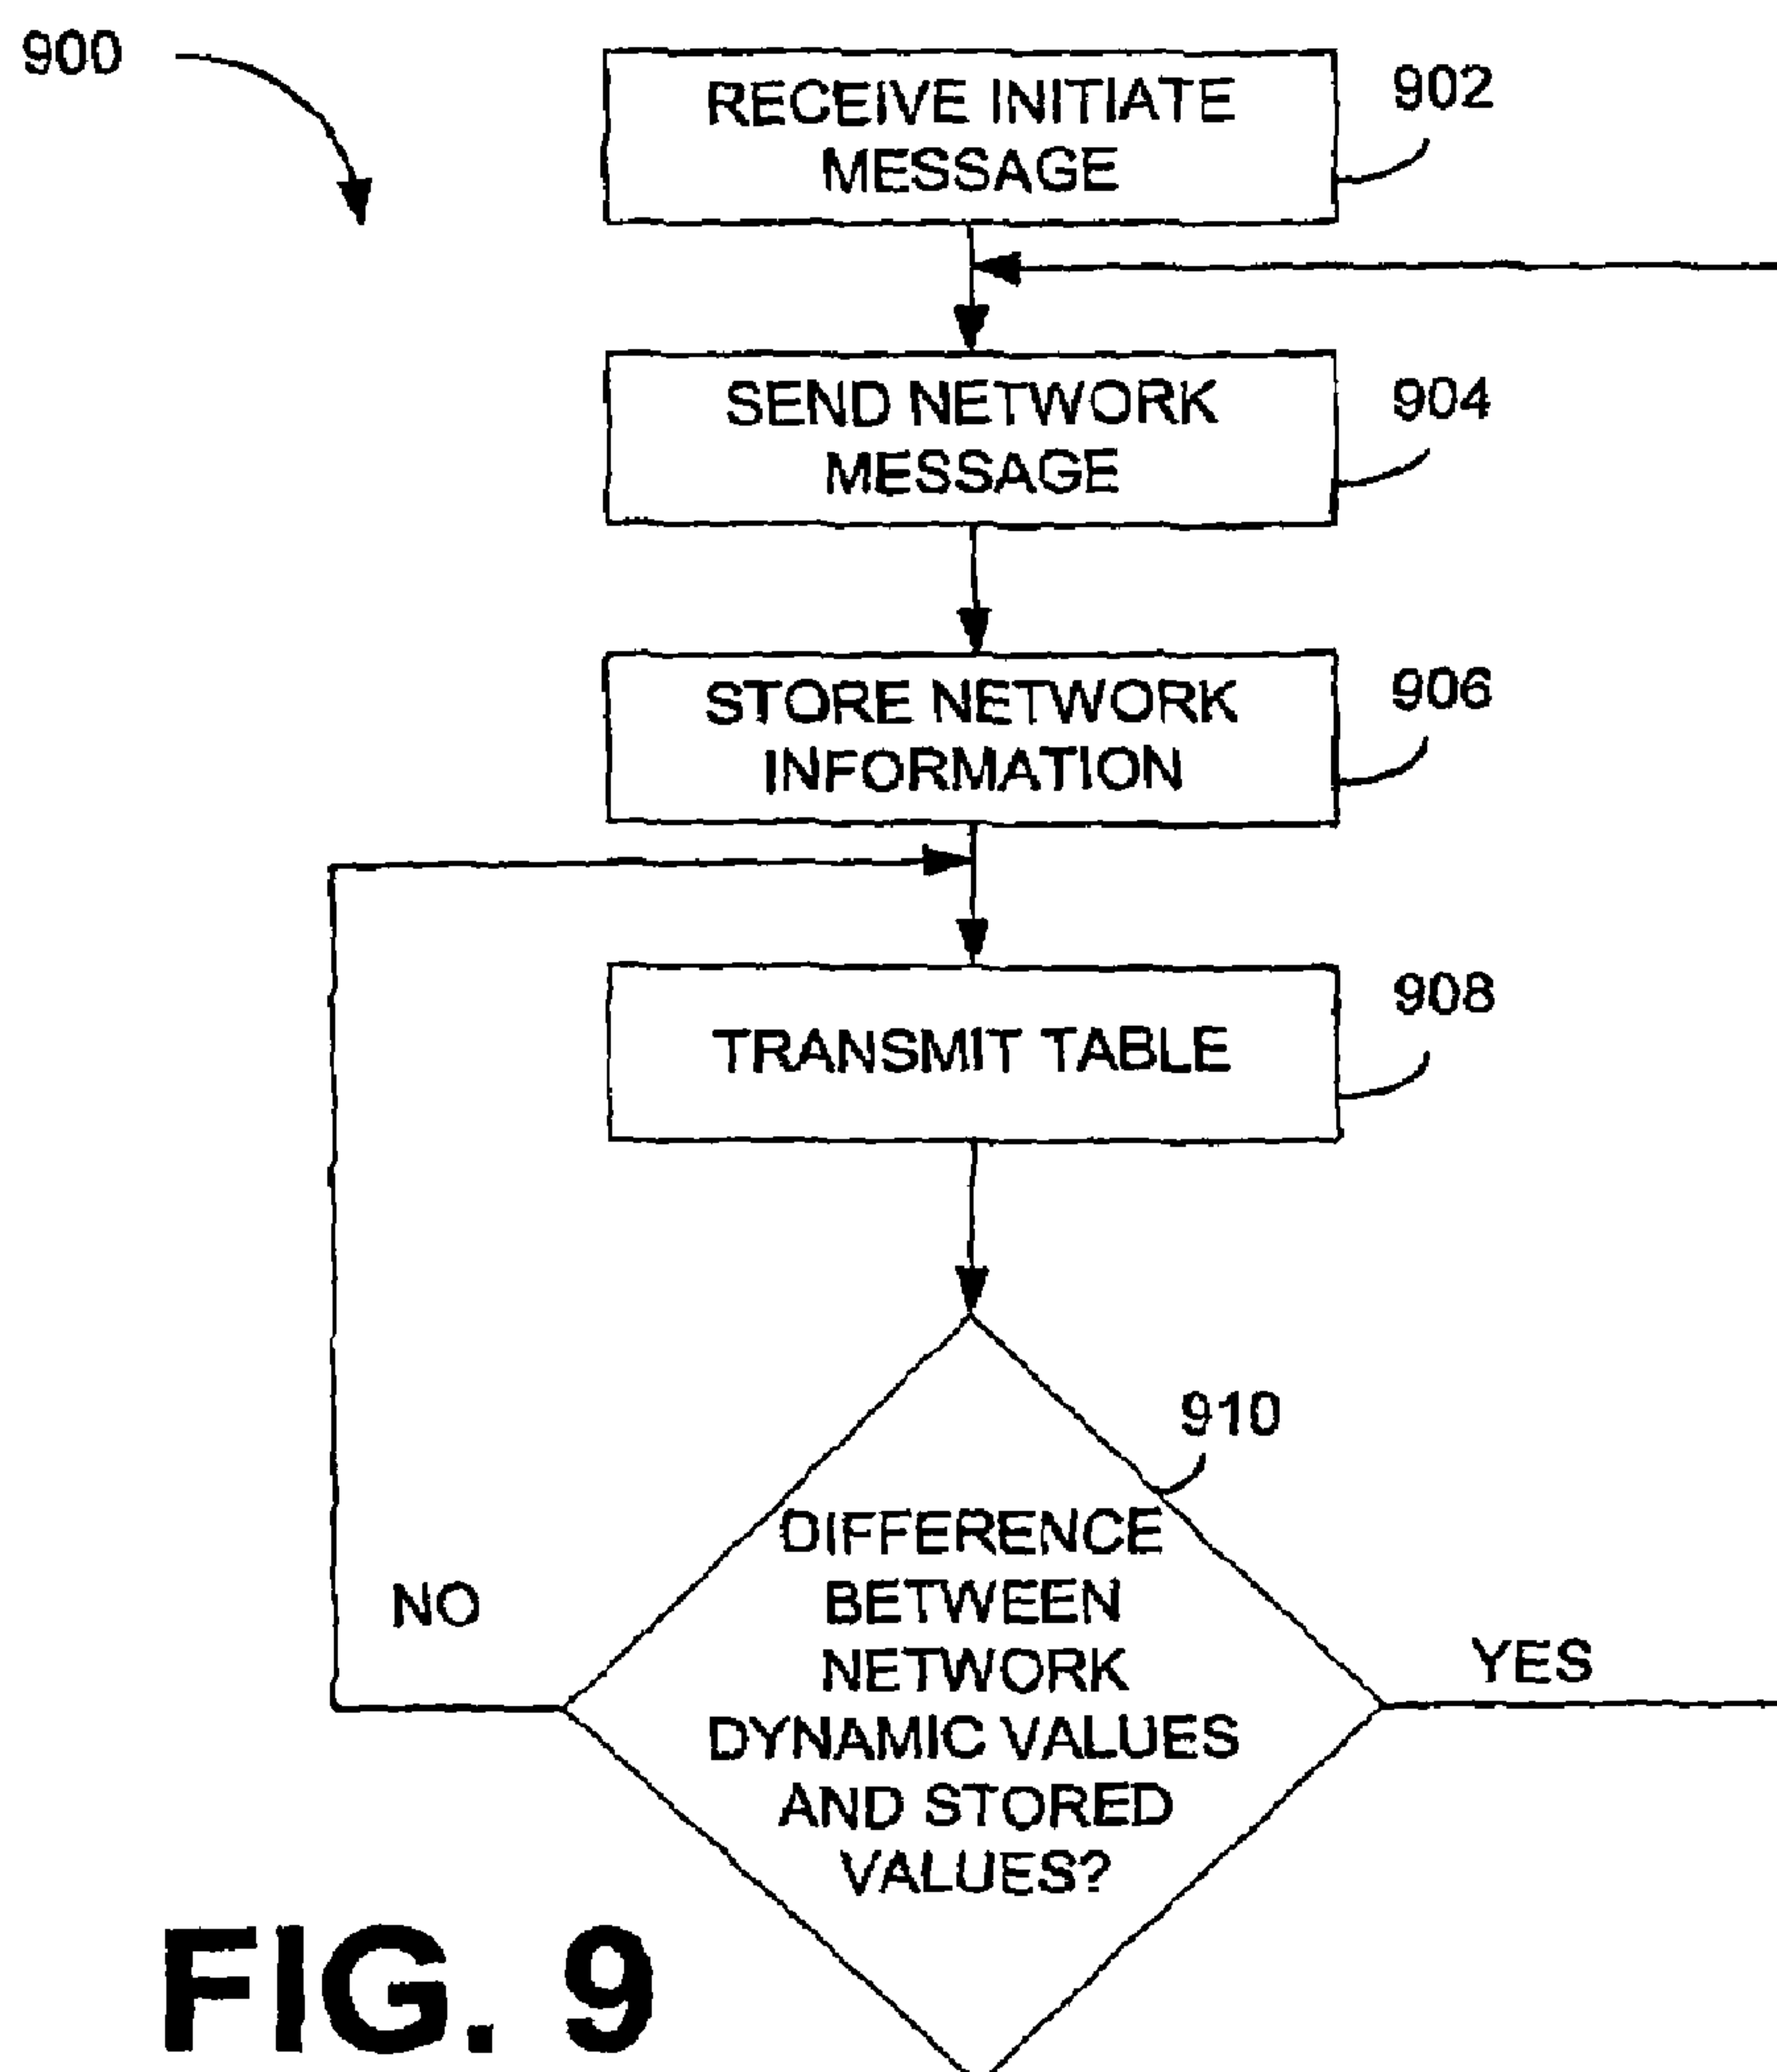 900
RECEIVE INITIATE
MESSAGE
902
SEND NETWORK
MESSAGE
904
STORE NETWORK
INFORMATION
906
TRANSMIT TABLE
908
910
DIFFERENCE
BETWEEN
NETWORK
DYNAMIC VALUES
AND STORED
VALUES?
NO
YES
FIG. 9